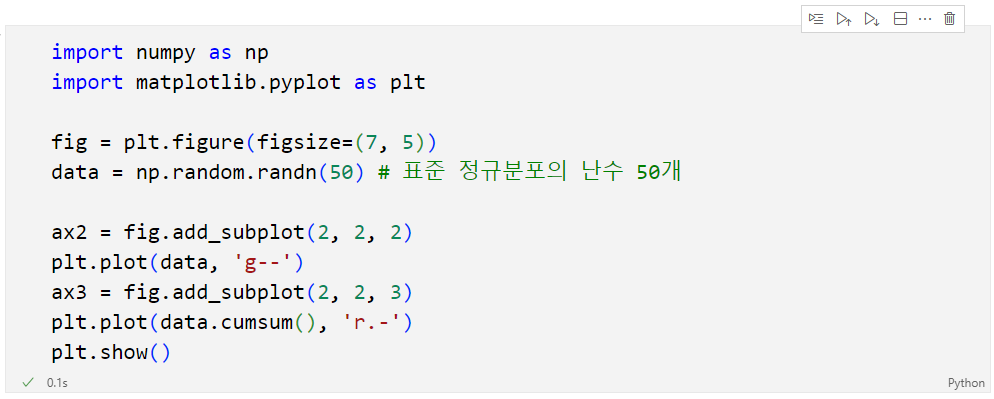 import numpy as np
import matplotlib.pyplot as plt
fig = plt.figure(figsize=(7, 5))
data = np.random.randn(50) # 표준 정규분포의 난수 50개
ax2 = fig.add_subplot(2, 2, 2)
plt.plot(data, 'g--')
ax3 = fig.add_subplot(2, 2, 3)
plt.plot(data.cumsum(), 'r.-')
plt.show()
0.1s Python